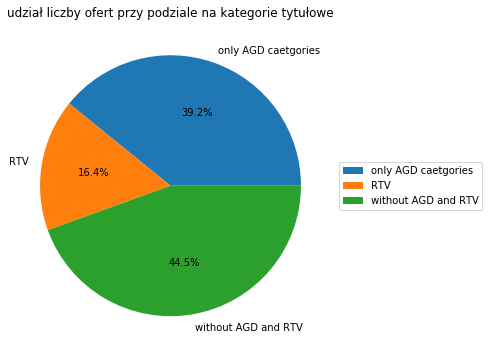 udział liczby ofert przy podziale na kategorie tytułowe
only AGD caetgories
39.2%
RTV
16.4%
44.5%
without AGD and RTV
only AGD caetgories
RTV
without AGD and RTV